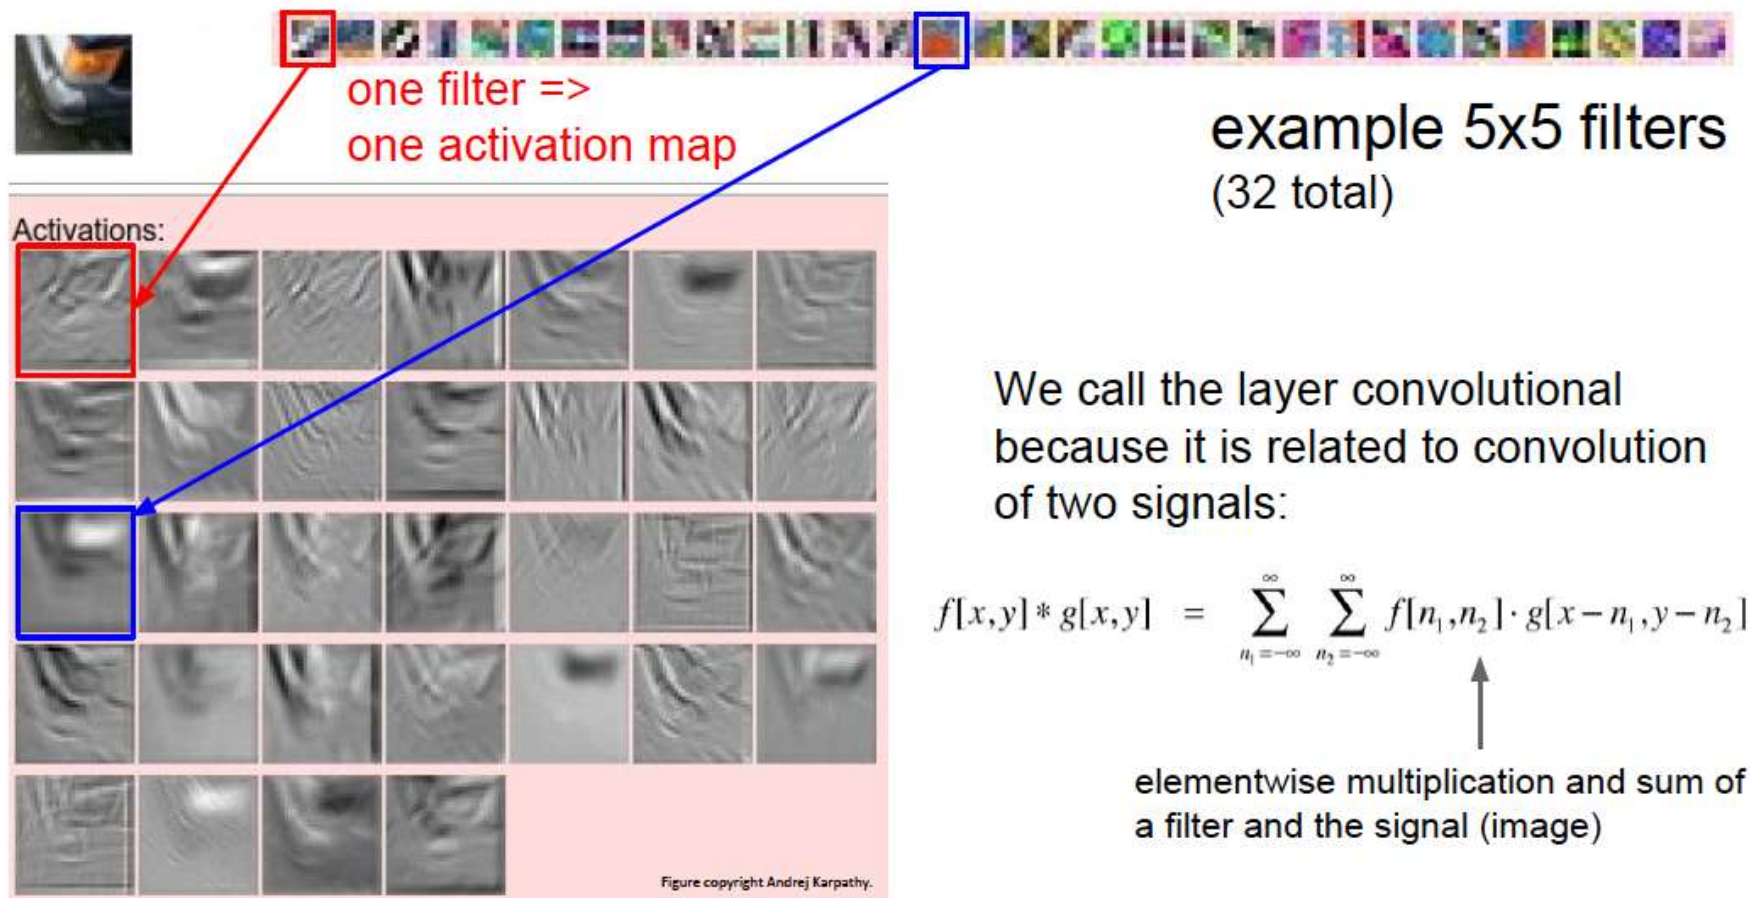 one filter =>
one activation map
example 5x5 filters
(32 total)
Activations:
We call the layer convolutional
because it is related to convolution
of two signals:
f[x,y] * g[x,y] = ∑_{n₁=-∞}^{∞} ∑_{n₂=-∞}^{∞} f[n₁,n₂] · g[x − n₁, y − n₂]
elementwise multiplication and sum of
a filter and the signal (image)
Figure copyright Andrej Karpathy.